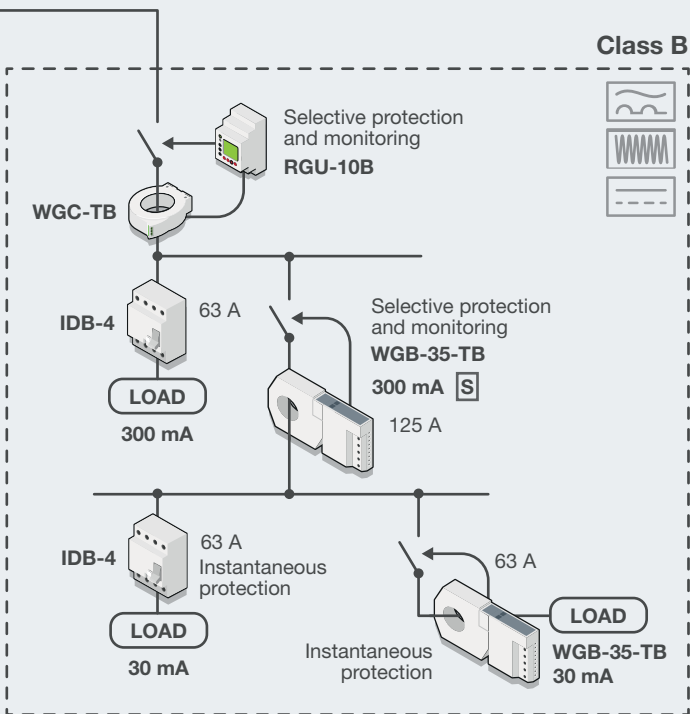 Class B
Selective protection
and monitoring
RGU-10B
WGC-TB
IDB-4
63 A
LOAD
300 mA
Selective protection
and monitoring
WGB-35-TB
300 mA S
125 A
IDB-4
63 A
Instantaneous
protection
LOAD
30 mA
63 A
LOAD
Instantaneous
protection
WGB-35-TB
30 mA